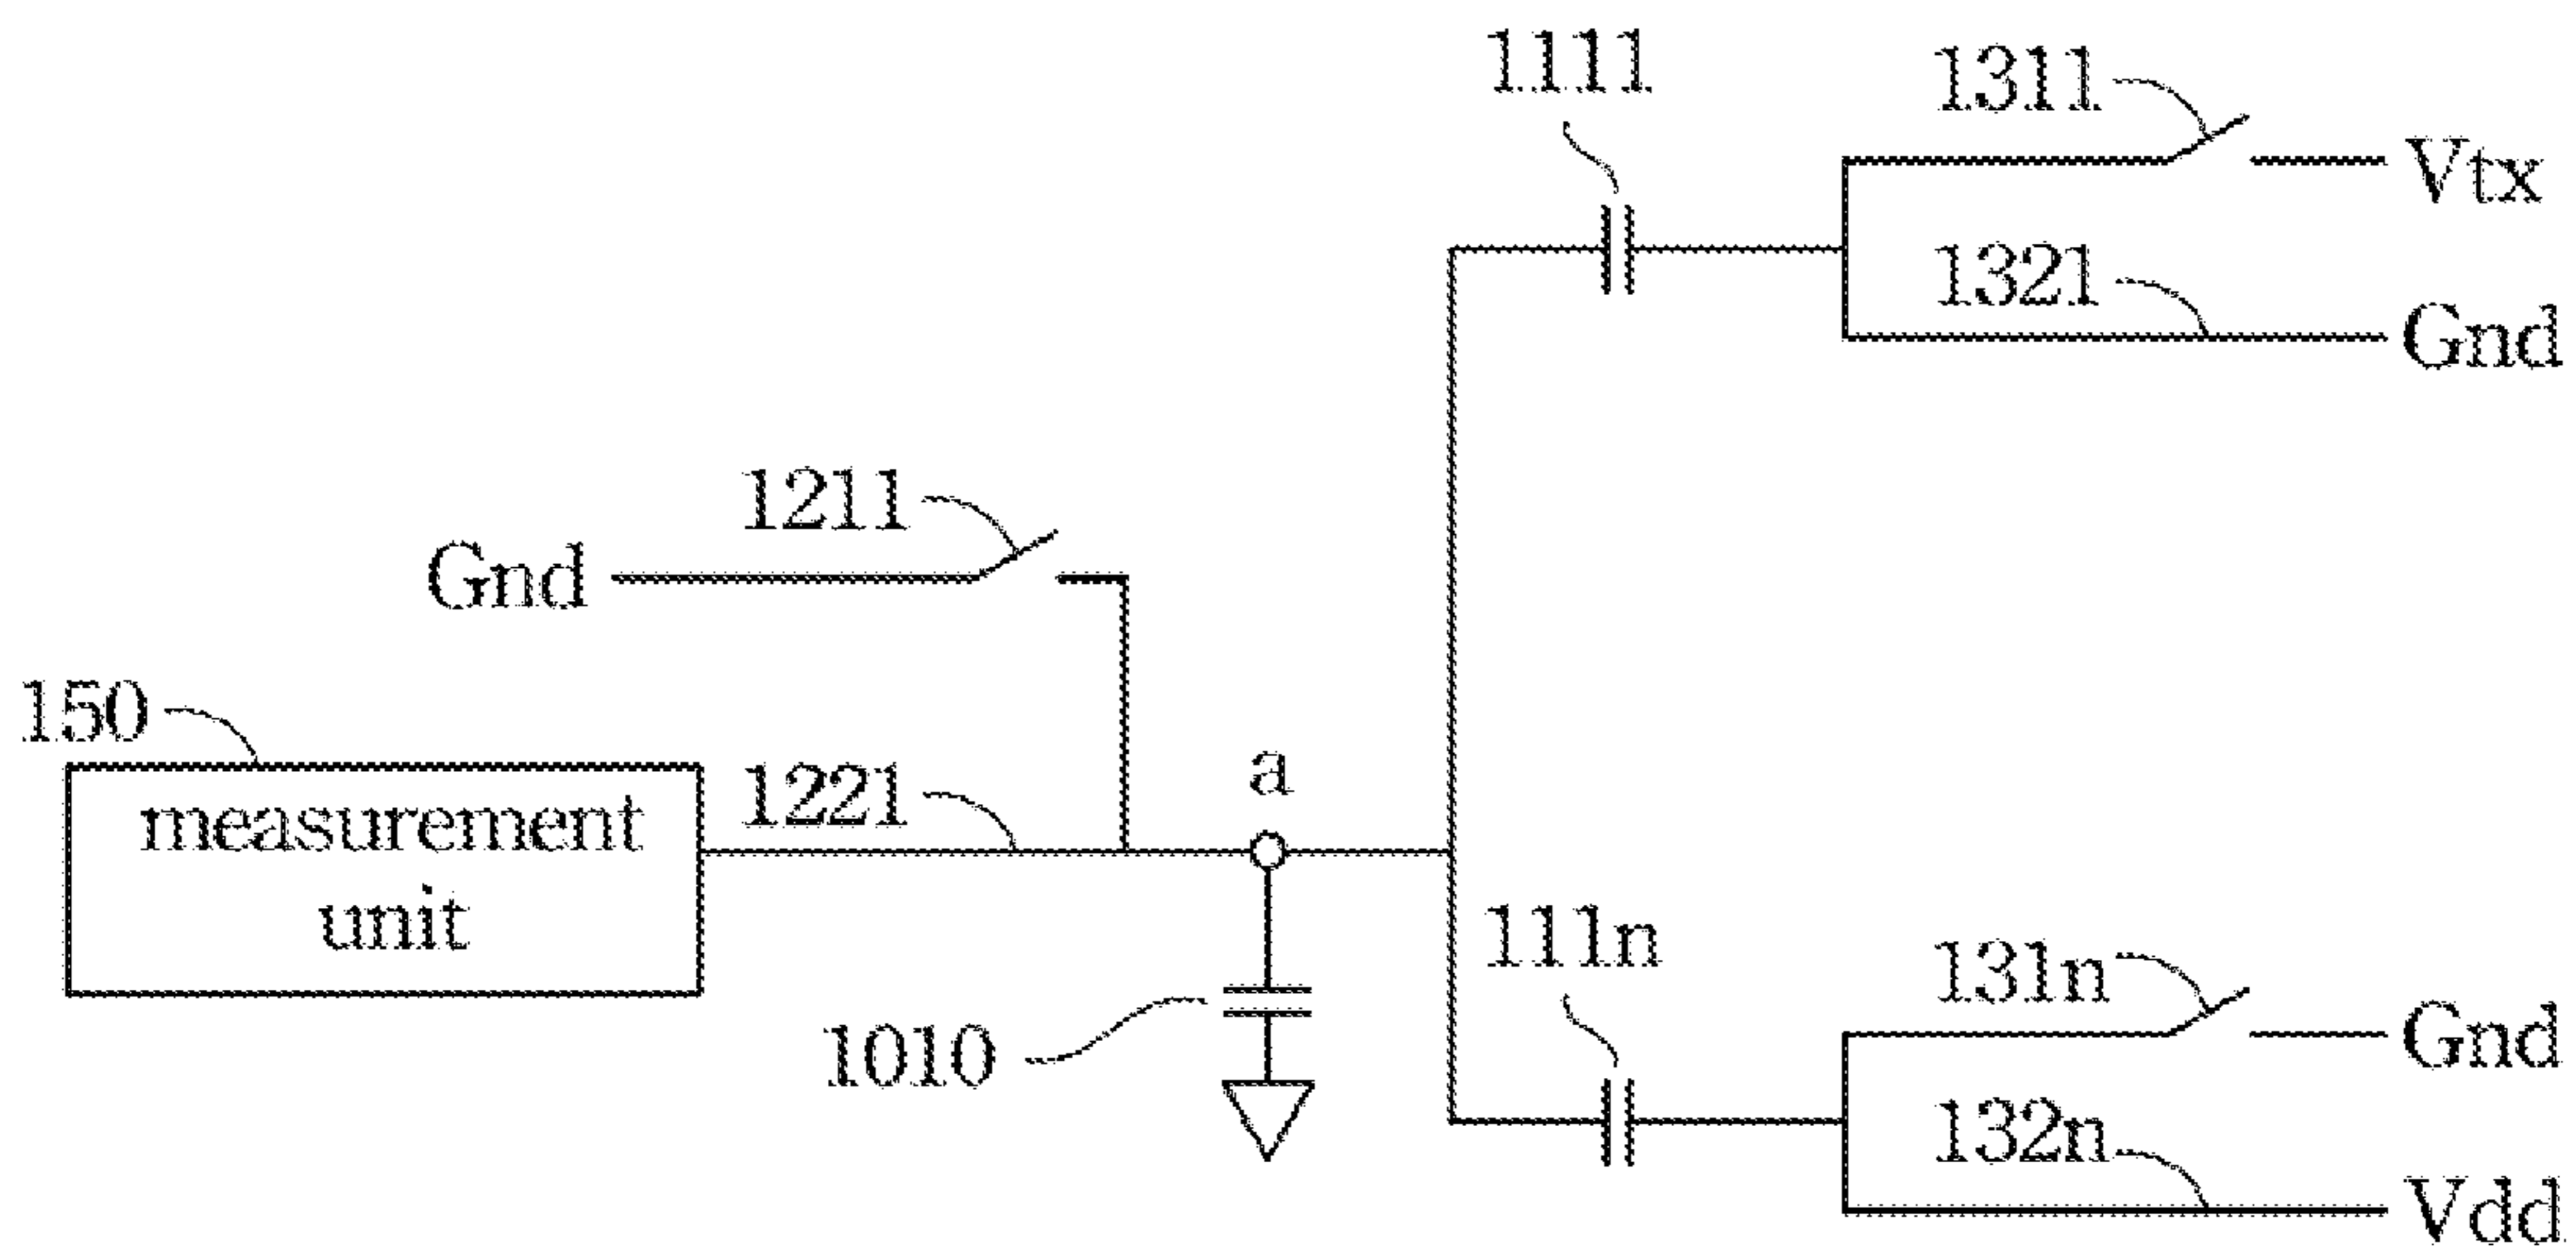 1111
1311
Vtx
1321
Gnd
1211
Gnd
150
measurement
unit
1221
a
1010
111n
131n
Gnd
132n
Vdd